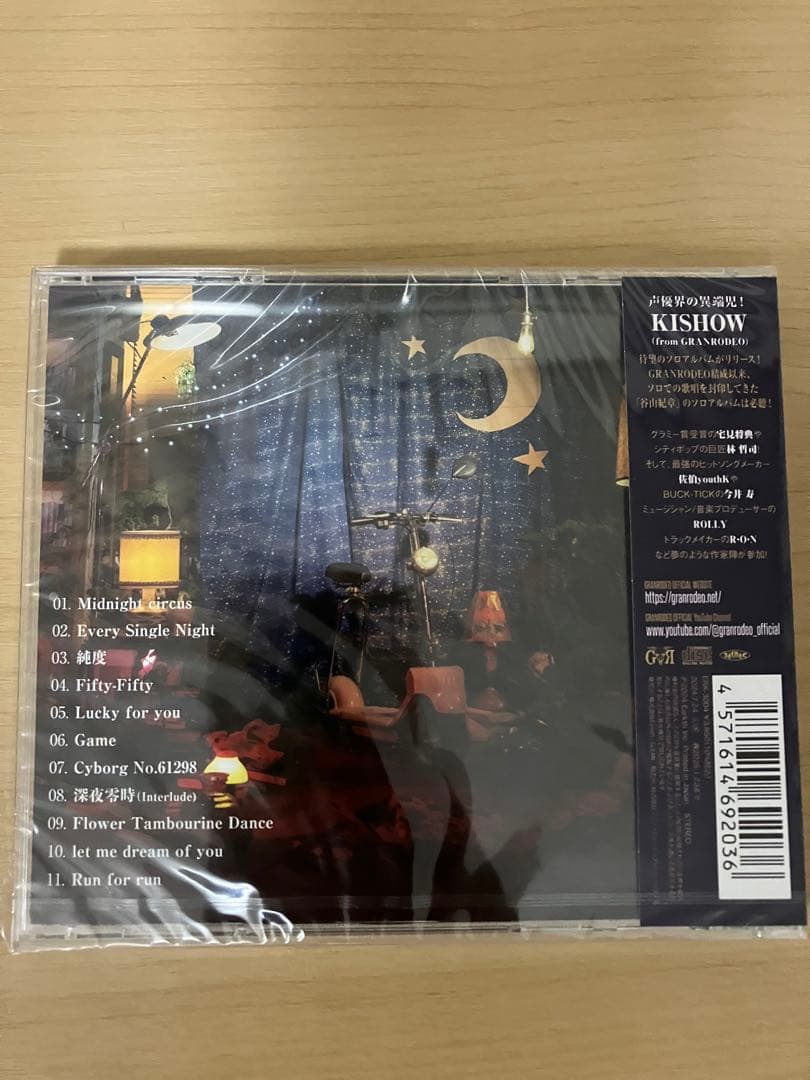 01. Midnight circus
02. Every Single Night
03. 純度
04. Fifty-Fifty
05. Lucky for you
06. Game
07. Cyborg No.61298
08. 深夜零時(Interlude)
09. Flower Tambourine Dance
10. let me dream of you
11. Run for run
声優界の異端児!
KISHOW
(from GRANRODEO)
待望のソロアルバムがリリース!
GRANRODEO結成以来、
ソロでの歌唱を封印してきた
「谷山紀章」のソロアルバムは必聴!
グラミー賞受賞の宅見将典や
シティポップの巨匠林 哲司!
そして、最強のヒットソングメーカー
佐伯youthKや
BUCK-TICKの今井 寿
ミュージシャン/音楽プロデューサーの
ROLLY
トラックメイカーのR・O・N
など夢のような作家陣が参加!
GRANRODEO OFFICIAL WEBSITE
https://granrodeo.net/
GRANRODEO OFFICIAL YouTube Channel
www.youtube.com/@granrodeo_official
4 571614 692036
STEREO